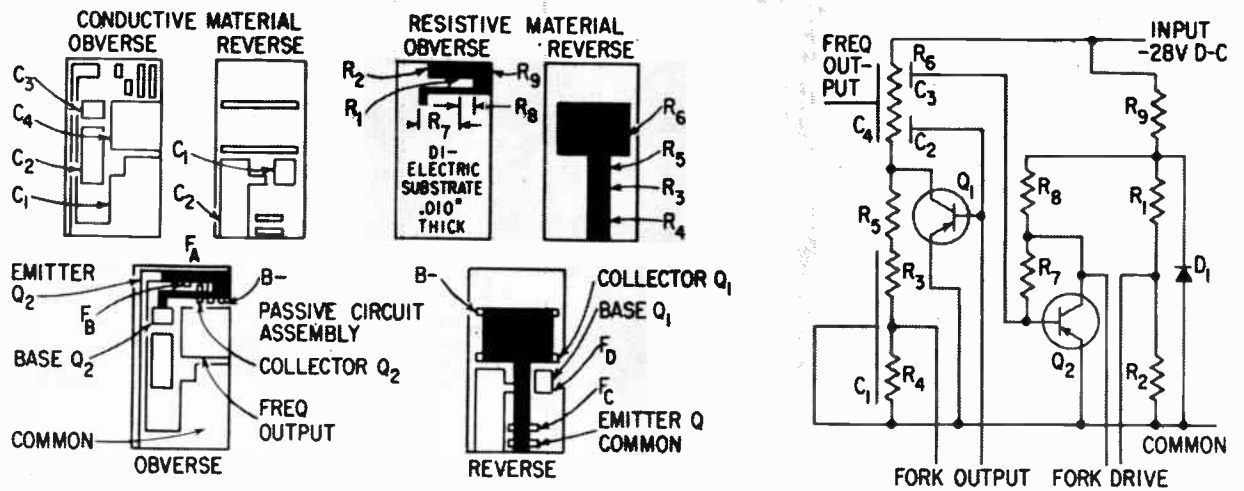 CONDUCTIVE MATERIAL
OBVERSE REVERSE
C3
C4
C2
C1
C1
C2
RESISTIVE MATERIAL
OBVERSE REVERSE
R2
R9
R1
R8
R7
R6
R5
R3
R4
DI-
ELECTRIC
SUBSTRATE
.010"
THICK
FA
EMITTER
Q2
FB
B-
PASSIVE CIRCUIT
ASSEMBLY
BASE Q2
COLLECTOR Q2
FREQ
OUTPUT
COMMON
OBVERSE
B-
COLLECTOR Q1
BASE Q1
FD
FC
EMITTER Q
COMMON
REVERSE
INPUT
-28V D-C
FREQ
OUT-
PUT
R6
C3
C4
C2
R9
Q1
R8
R1
R5
R3
R7
D1
Q2
C1
R4
R2
COMMON
FORK OUTPUT FORK DRIVE